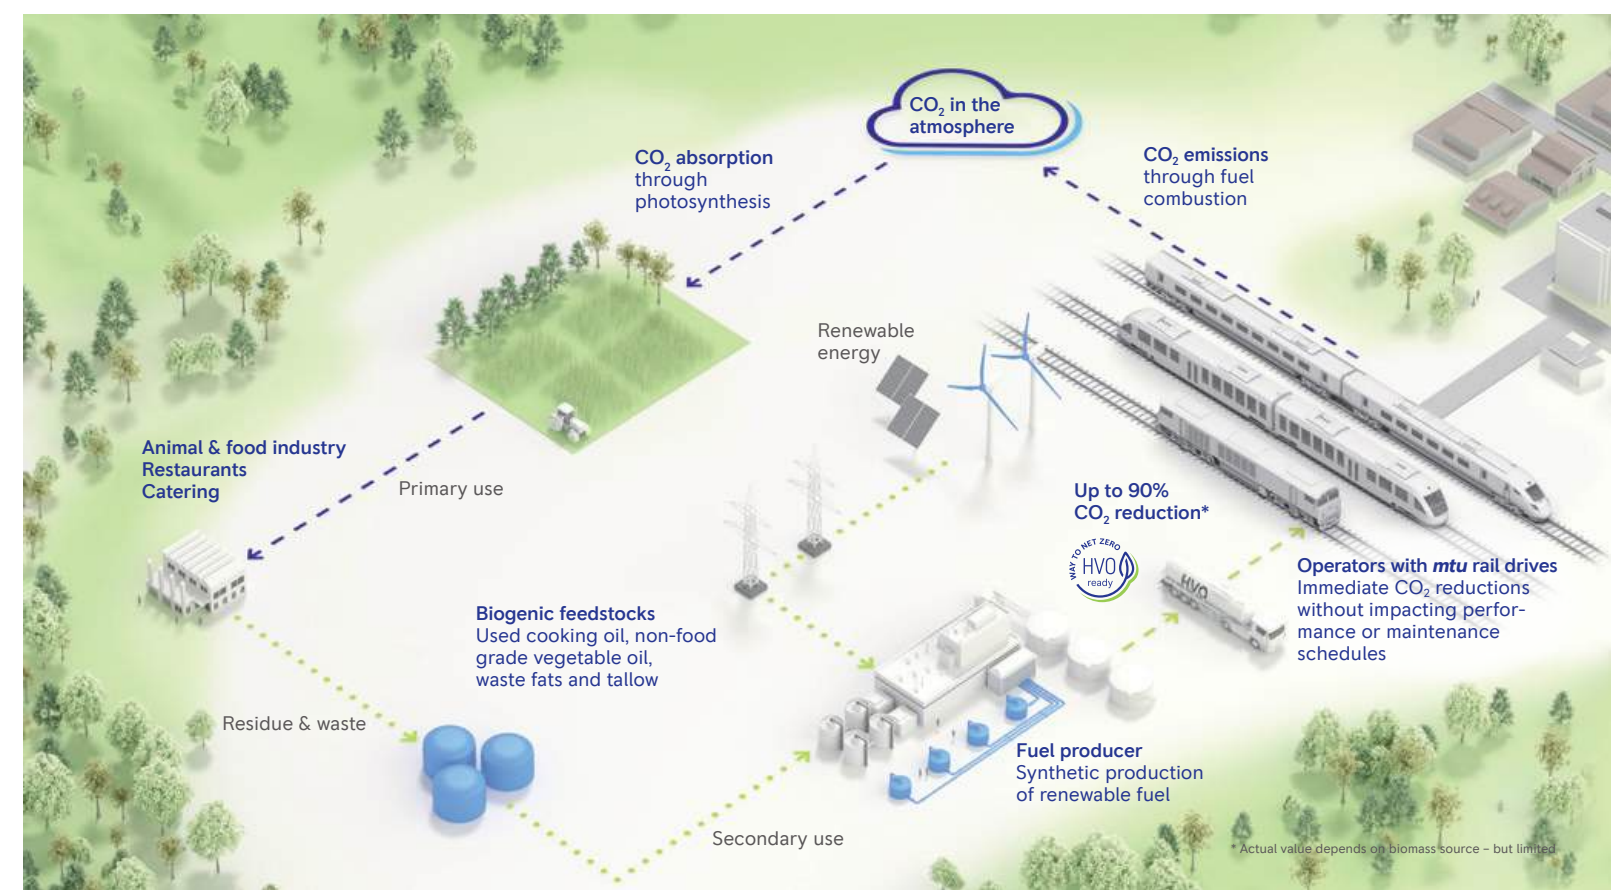 CO₂ in the
atmosphere
CO₂ absorption
through
photosynthesis
CO₂ emissions
through fuel
combustion
Renewable
energy
Animal & food industry
Restaurants
Catering
Primary use
Up to 90%
CO₂ reduction*
WAY TO NET ZERO
HVO
ready
HVO
Operators with mtu rail drives
Immediate CO₂ reductions
without impacting perfor-
mance or maintenance
schedules
Biogenic feedstocks
Used cooking oil, non-food
grade vegetable oil,
waste fats and tallow
Residue & waste
Fuel producer
Synthetic production
of renewable fuel
Secondary use
* Actual value depends on biomass source – but limited